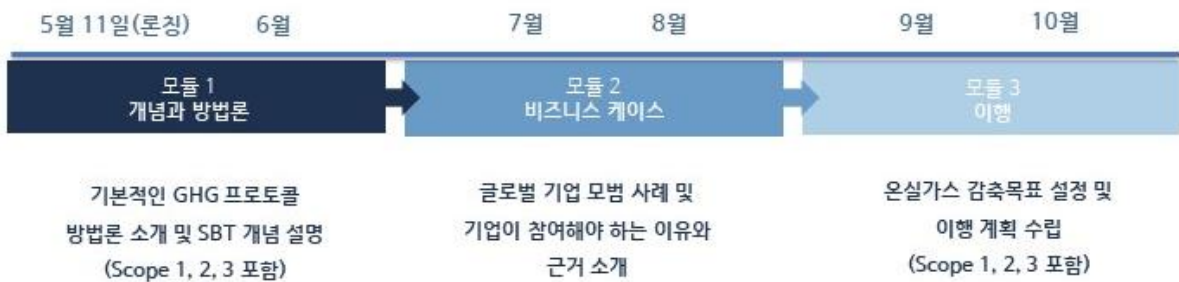 5월 11일(론칭) 6월 7월 8월 9월 10월
모듈 1
개념과 방법론
모듈 2
비즈니스 케이스
모듈 3
이행
기본적인 GHG 프로토콜
방법론 소개 및 SBT 개념 설명
(Scope 1, 2, 3 포함)
글로벌 기업 모범 사례 및
기업이 참여해야 하는 이유와
근거 소개
온실가스 감축목표 설정 및
이행 계획 수립
(Scope 1, 2, 3 포함)